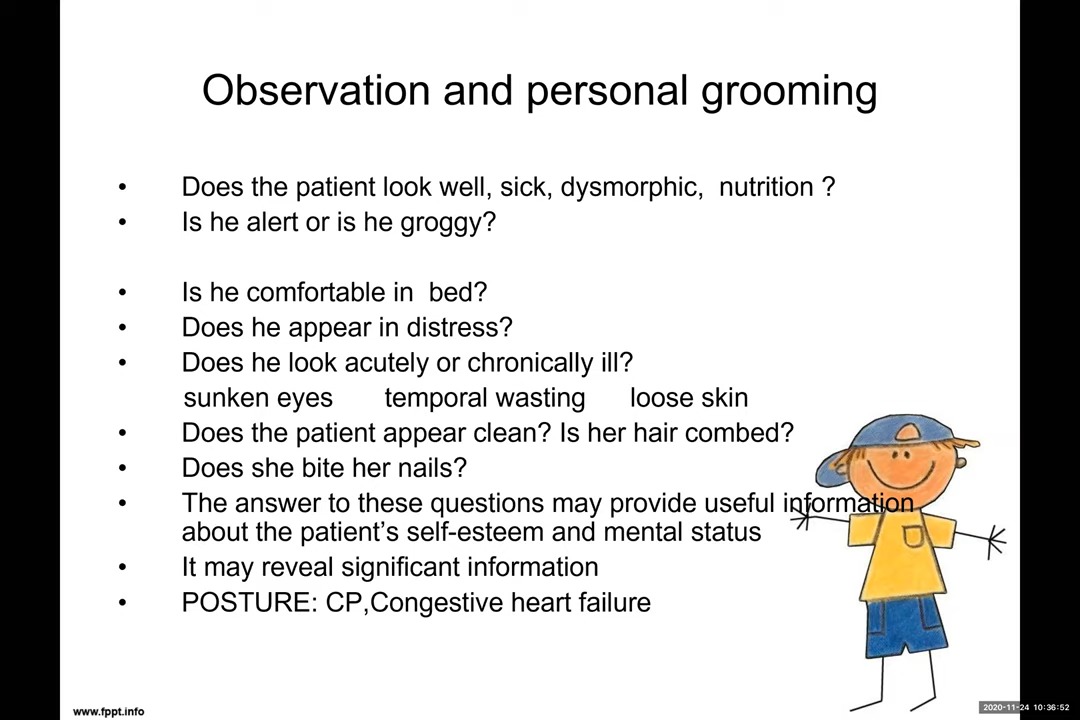 Observation and personal grooming
• Does the patient look well, sick, dysmorphic, nutrition ?
• Is he alert or is he groggy?
• Is he comfortable in bed?
• Does he appear in distress?
• Does he look acutely or chronically ill?
sunken eyes temporal wasting loose skin
• Does the patient appear clean? Is her hair combed?
• Does she bite her nails?
• The answer to these questions may provide useful information
about the patient’s self-esteem and mental status
• It may reveal significant information
• POSTURE: CP,Congestive heart failure
www.fppt.info
2020-11-24 10:36:52